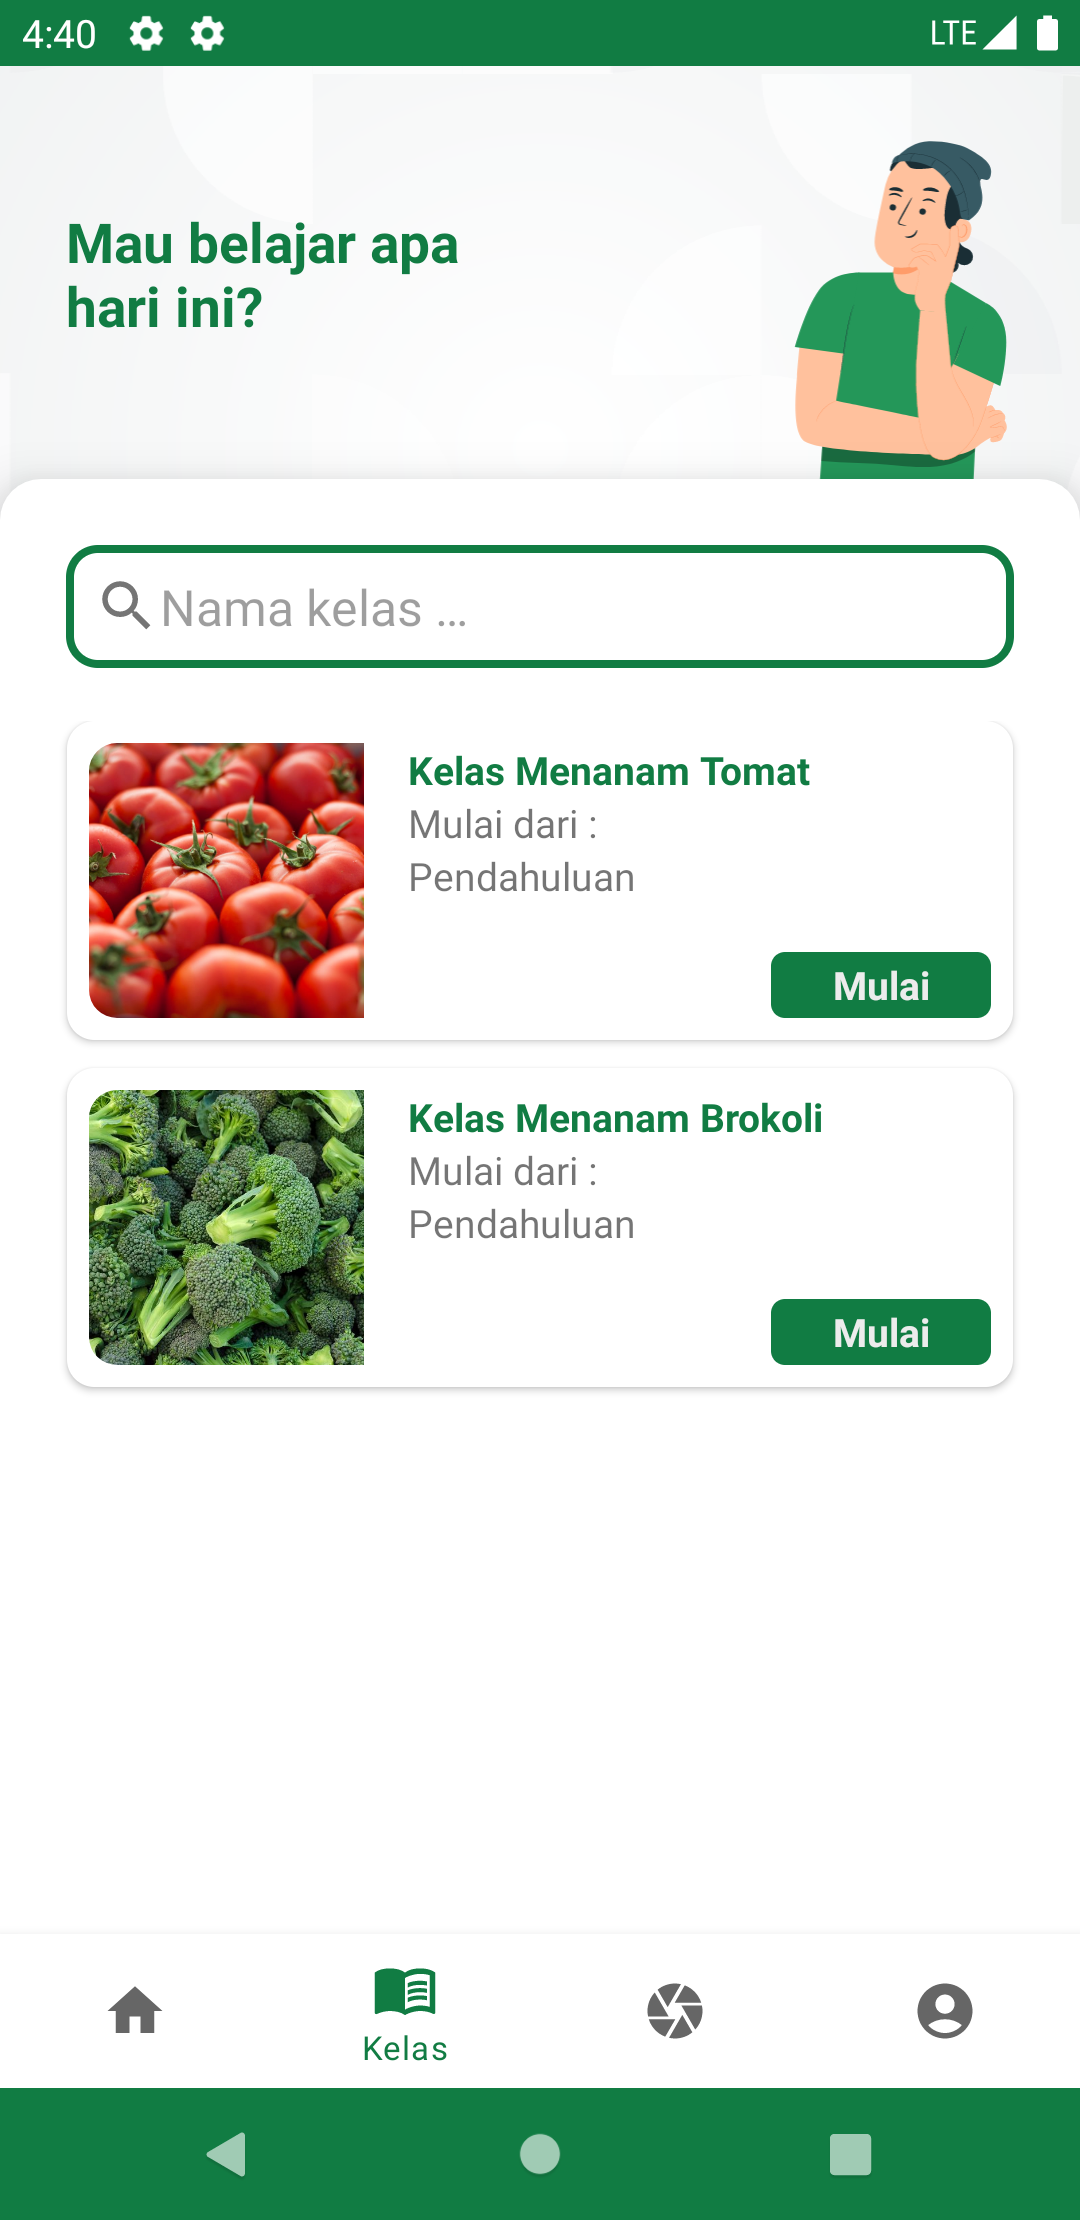 4:40
LTE
Mau belajar apa
hari ini?
Nama kelas ...
Kelas Menanam Tomat
Mulai dari :
Pendahuluan
Mulai
Kelas Menanam Brokoli
Mulai dari :
Pendahuluan
Mulai
Kelas